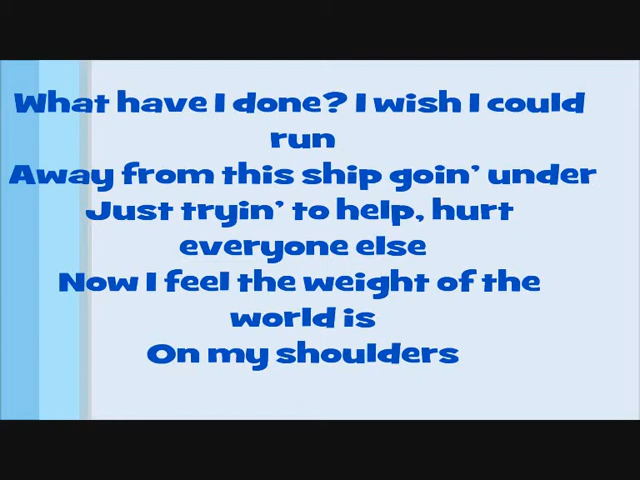 What have I done? I wish I could
run
Away from this ship goin' under
Just tryin' to help, hurt
everyone else
Now I feel the weight of the
world is
On my shoulders